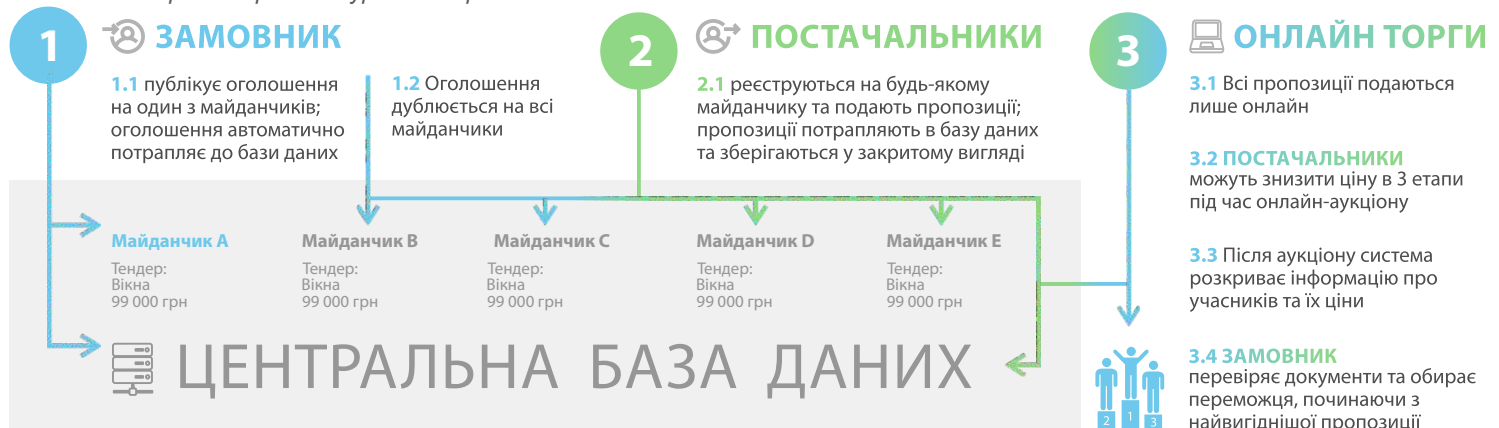 1
ЗАМОВНИК
1.1 публікує оголошення
на один з майданчиків;
оголошення автоматично
потрапляє до бази даних
1.2 Оголошення
дублюється на всі
майданчики
2
ПОСТАЧАЛЬНИКИ
2.1 реєструються на будь-якому
майданчику та подають пропозиції;
пропозиції потрапляють в базу даних
та зберігаються у закритому вигляді
3
ОНЛАЙН ТОРГИ
3.1 Всі пропозиції подаються
лише онлайн
3.2 ПОСТАЧАЛЬНИКИ
можуть знизити ціну в 3 етапи
під час онлайн-аукціону
3.3 Після аукціону система
розкриває інформацію про
учасників та їх ціни
3.4 ЗАМОВНИК
перевіряє документи та обирає
переможця, починаючи з
найвигіднішої пропозиції
Майданчик A
Тендер:
Вікна
99 000 грн
Майданчик B
Тендер:
Вікна
99 000 грн
Майданчик C
Тендер:
Вікна
99 000 грн
Майданчик D
Тендер:
Вікна
99 000 грн
Майданчик E
Тендер:
Вікна
99 000 грн
ЦЕНТРАЛЬНА БАЗА ДАНИХ
2 1 3